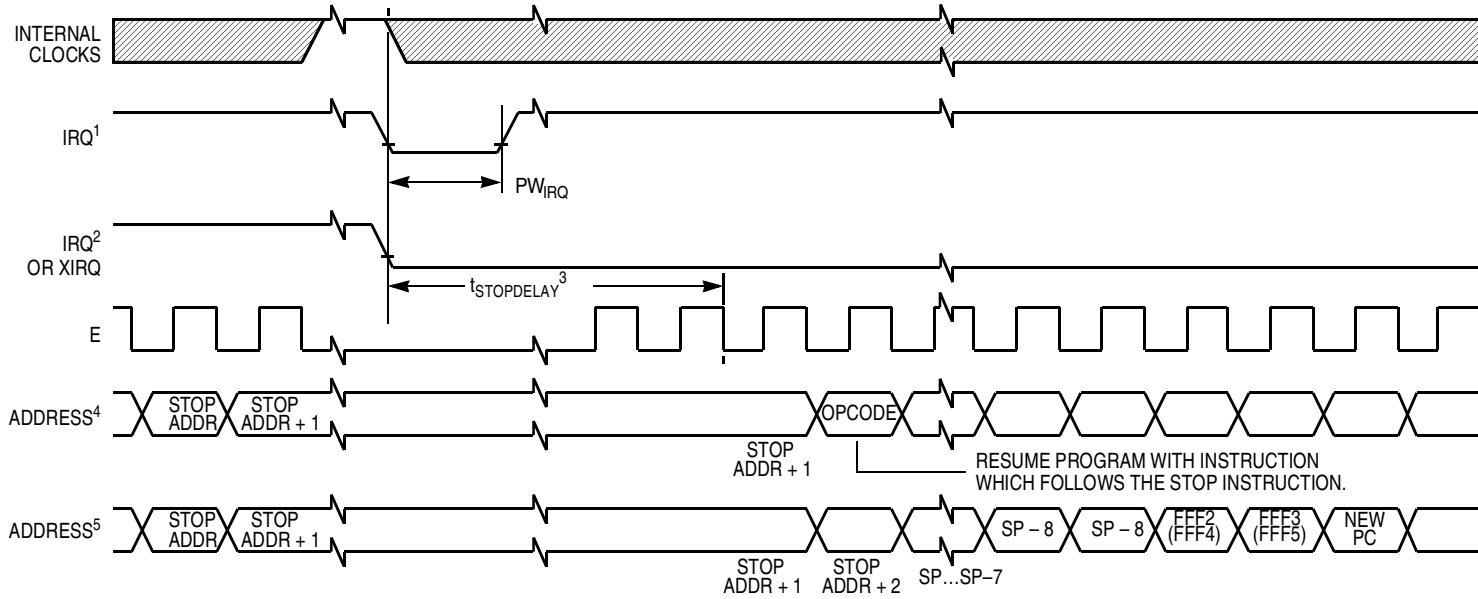 INTERNAL
CLOCKS
IRQ1
PWIRQ
IRQ2
OR XIRQ
tSTOPDELAY3
E
ADDRESS4
STOP
ADDR
STOP
ADDR + 1
STOP
ADDR + 1
OPCODE
RESUME PROGRAM WITH INSTRUCTION
WHICH FOLLOWS THE STOP INSTRUCTION.
ADDRESS5
STOP
ADDR
STOP
ADDR + 1
STOP
ADDR + 1
STOP
ADDR + 2
SP…SP–7
SP – 8
SP – 8
FFF2
(FFF4)
FFF3
(FFF5)
NEW
PC